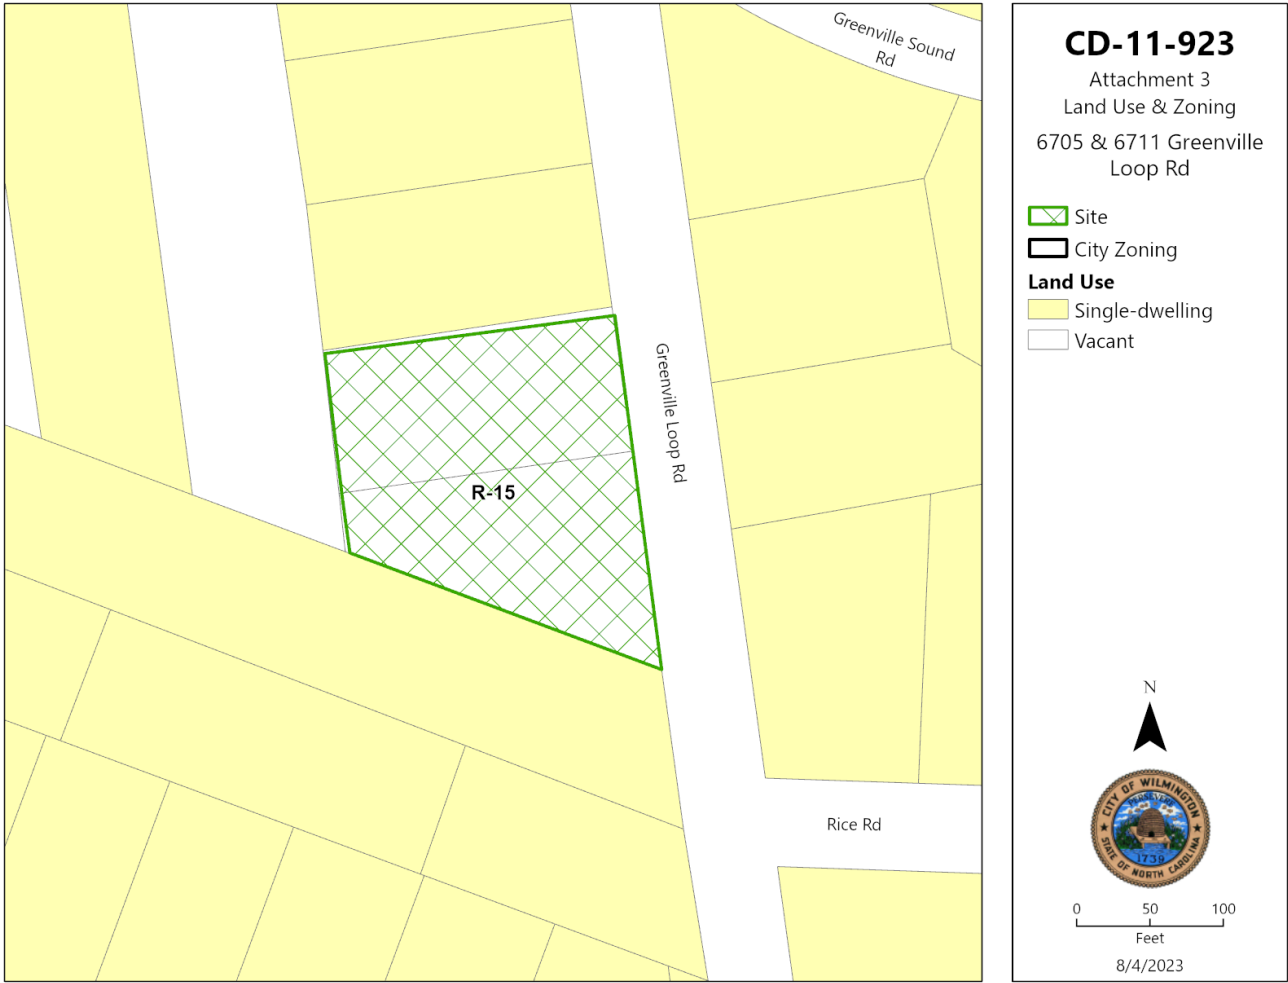 Greenville Sound
Rd
Greenville Loop Rd
R-15
Rice Rd
CD-11-923
Attachment 3
Land Use & Zoning
6705 & 6711 Greenville
Loop Rd
Site
City Zoning
Land Use
Single-dwelling
Vacant
N
CITY OF WILMINGTON
PERSEVERE
1739
STATE OF NORTH CAROLINA
0 50 100
Feet
8/4/2023